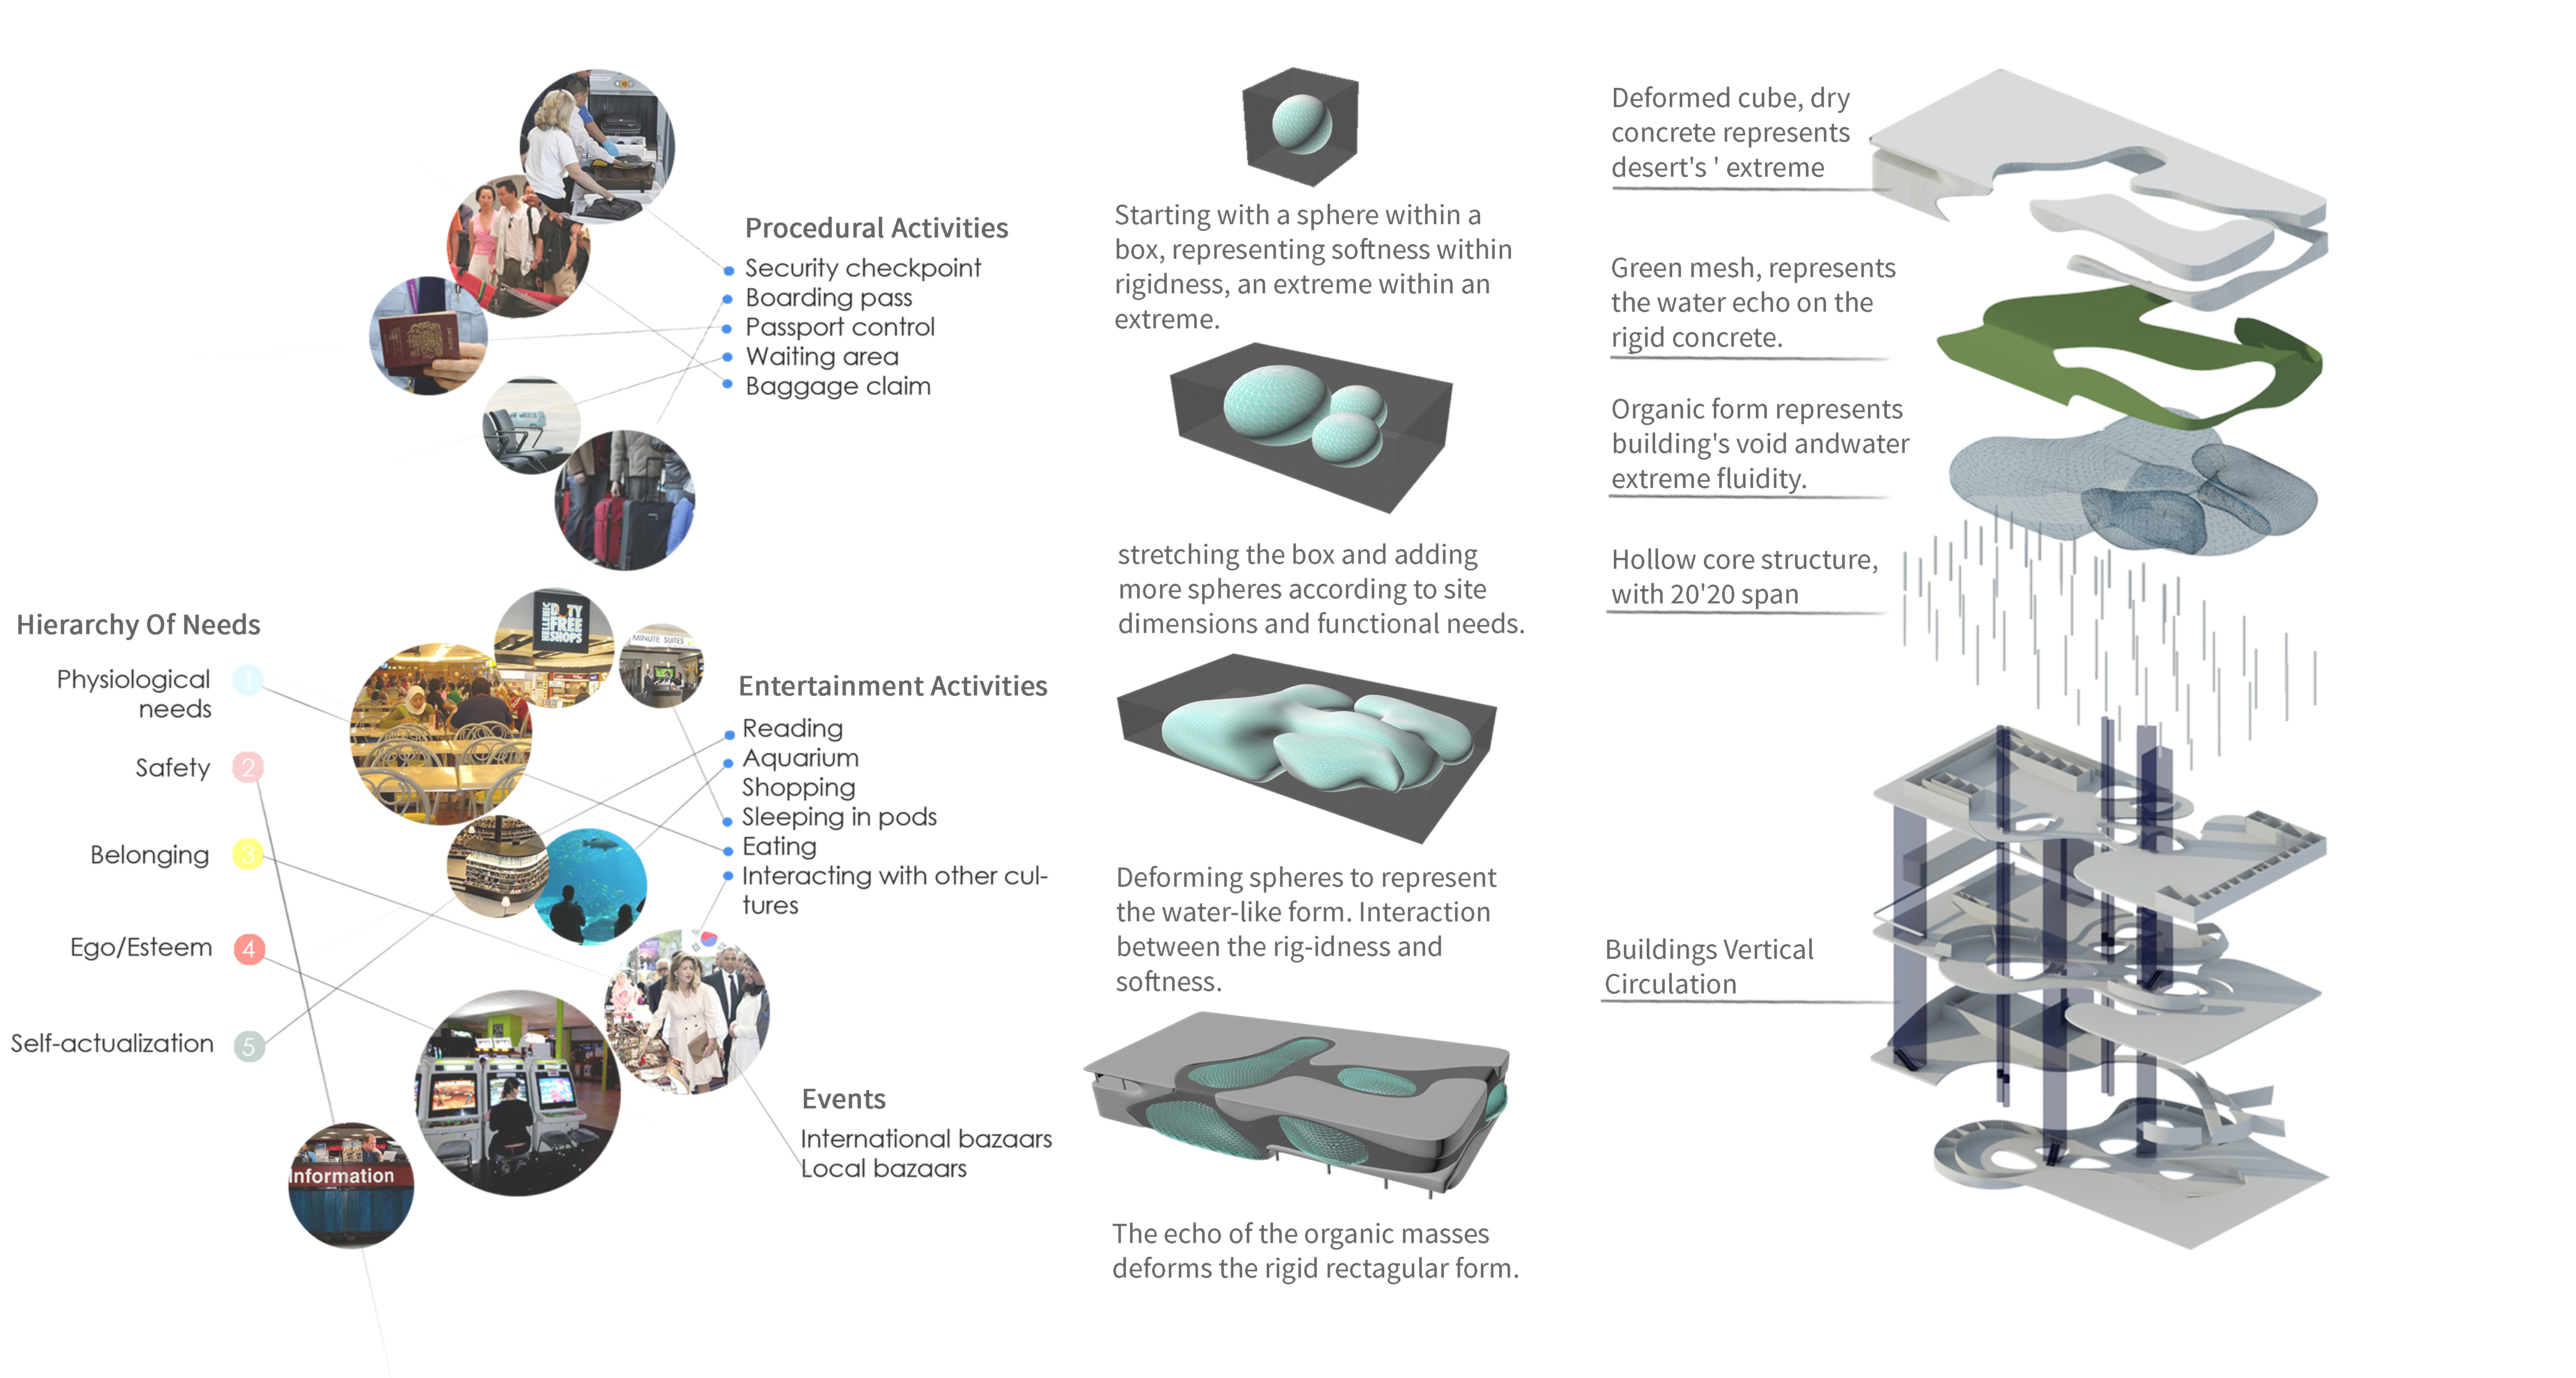 Procedural Activities
Security checkpoint
Boarding pass
Passport control
Waiting area
Baggage claim
Hierarchy Of Needs
Physiological
needs
1
Safety
2
Belonging
3
Ego/Esteem
4
Self-actualization
5
HELLENIC
DUTY
FREE
SHOPS
MINUTE SUITES
Information
Entertainment Activities
Reading
Aquarium
Shopping
Sleeping in pods
Eating
Interacting with other cul-
tures
Events
International bazaars
Local bazaars
Starting with a sphere within a
box, representing softness within
rigidness, an extreme within an
extreme.
stretching the box and adding
more spheres according to site
dimensions and functional needs.
Deforming spheres to represent
the water-like form. Interaction
between the rig-idness and
softness.
The echo of the organic masses
deforms the rigid rectagular form.
Deformed cube, dry
concrete represents
desert's ' extreme
Green mesh, represents
the water echo on the
rigid concrete.
Organic form represents
building's void andwater
extreme fluidity.
Hollow core structure,
with 20'20 span
Buildings Vertical
Circulation